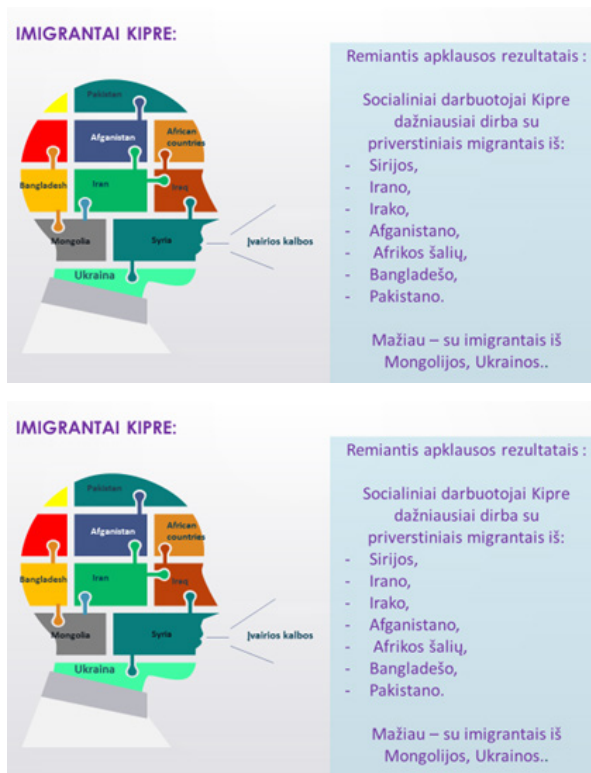 IMIGRANTAI KIPRE:
Pakistan
Afganistan
African
countries
Bangladesh
Iran
Iraq
Mongolia
Syria
Įvairios kalbos
Ukraina
Remiantis apklausos rezultatais :
Socialiniai darbuotojai Kipre
dažniausiai dirba su
priverstiniais migrantais iš:
- Sirijos,
- Irano,
- Irako,
- Afganistano,
- Afrikos šalių,
- Bangladešo,
- Pakistano.
Mažiau – su imigrantais iš
Mongolijos, Ukrainos..
IMIGRANTAI KIPRE:
Pakistan
Afganistan
African
countries
Bangladesh
Iran
Iraq
Mongolia
Syria
Įvairios kalbos
Ukraina
Remiantis apklausos rezultatais :
Socialiniai darbuotojai Kipre
dažniausiai dirba su
priverstiniais migrantais iš:
- Sirijos,
- Irano,
- Irako,
- Afganistano,
- Afrikos šalių,
- Bangladešo,
- Pakistano.
Mažiau – su imigrantais iš
Mongolijos, Ukrainos..